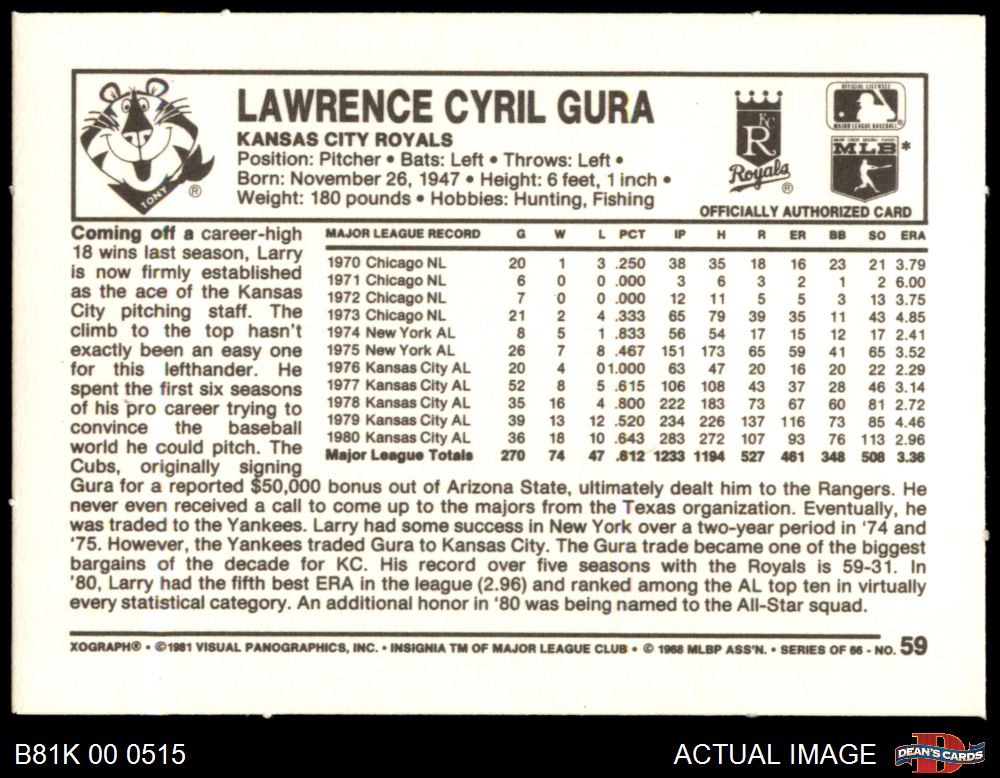 LAWRENCE CYRIL GURA
KANSAS CITY ROYALS
Position: Pitcher • Bats: Left • Throws: Left •
Born: November 26, 1947 • Height: 6 feet, 1 inch •
Weight: 180 pounds • Hobbies: Hunting, Fishing
TONY ®
KC
R
Royals ®
OFFICIAL LICENSEE
MAJOR LEAGUE BASEBALL
MLB *
OFFICIALLY AUTHORIZED CARD
Coming off a career-high
18 wins last season, Larry
is now firmly established
as the ace of the Kansas
City pitching staff. The
climb to the top hasn't
exactly been an easy one
for this lefthander. He
spent the first six seasons
of his pro career trying to
convince the baseball
world he could pitch. The
Cubs, originally signing
MAJOR LEAGUE RECORD G W L PCT IP H R ER BB SO ERA
1970 Chicago NL 20 1 3 .250 38 35 18 16 23 21 3.79
1971 Chicago NL 6 0 0 .000 3 6 3 2 1 2 6.00
1972 Chicago NL 7 0 0 .000 12 11 5 5 3 13 3.75
1973 Chicago NL 21 2 4 .333 65 79 39 35 11 43 4.85
1974 New York AL 8 5 1 .833 56 54 17 15 12 17 2.41
1975 New York AL 26 7 8 .467 151 173 65 59 41 65 3.52
1976 Kansas City AL 20 4 0 1.000 63 47 20 16 20 22 2.29
1977 Kansas City AL 52 8 5 .615 106 108 43 37 28 46 3.14
1978 Kansas City AL 35 16 4 .800 222 183 73 67 60 81 2.72
1979 Kansas City AL 39 13 12 .520 234 226 137 116 73 85 4.46
1980 Kansas City AL 36 18 10 .643 283 272 107 93 76 113 2.96
Major League Totals 270 74 47 .612 1233 1194 527 461 348 508 3.36
Gura for a reported $50,000 bonus out of Arizona State, ultimately dealt him to the Rangers. He
never even received a call to come up to the majors from the Texas organization. Eventually, he
was traded to the Yankees. Larry had some success in New York over a two-year period in '74 and
'75. However, the Yankees traded Gura to Kansas City. The Gura trade became one of the biggest
bargains of the decade for KC. His record over five seasons with the Royals is 59-31. In
'80, Larry had the fifth best ERA in the league (2.96) and ranked among the AL top ten in virtually
every statistical category. An additional honor in '80 was being named to the All-Star squad.
XOGRAPH® • ©1981 VISUAL PANOGRAPHICS, INC. • INSIGNIA TM OF MAJOR LEAGUE CLUB • © 1968 MLBP ASS'N. • SERIES OF 66 - NO. 59
B81K 00 0515
ACTUAL IMAGE
DEAN'S CARDS